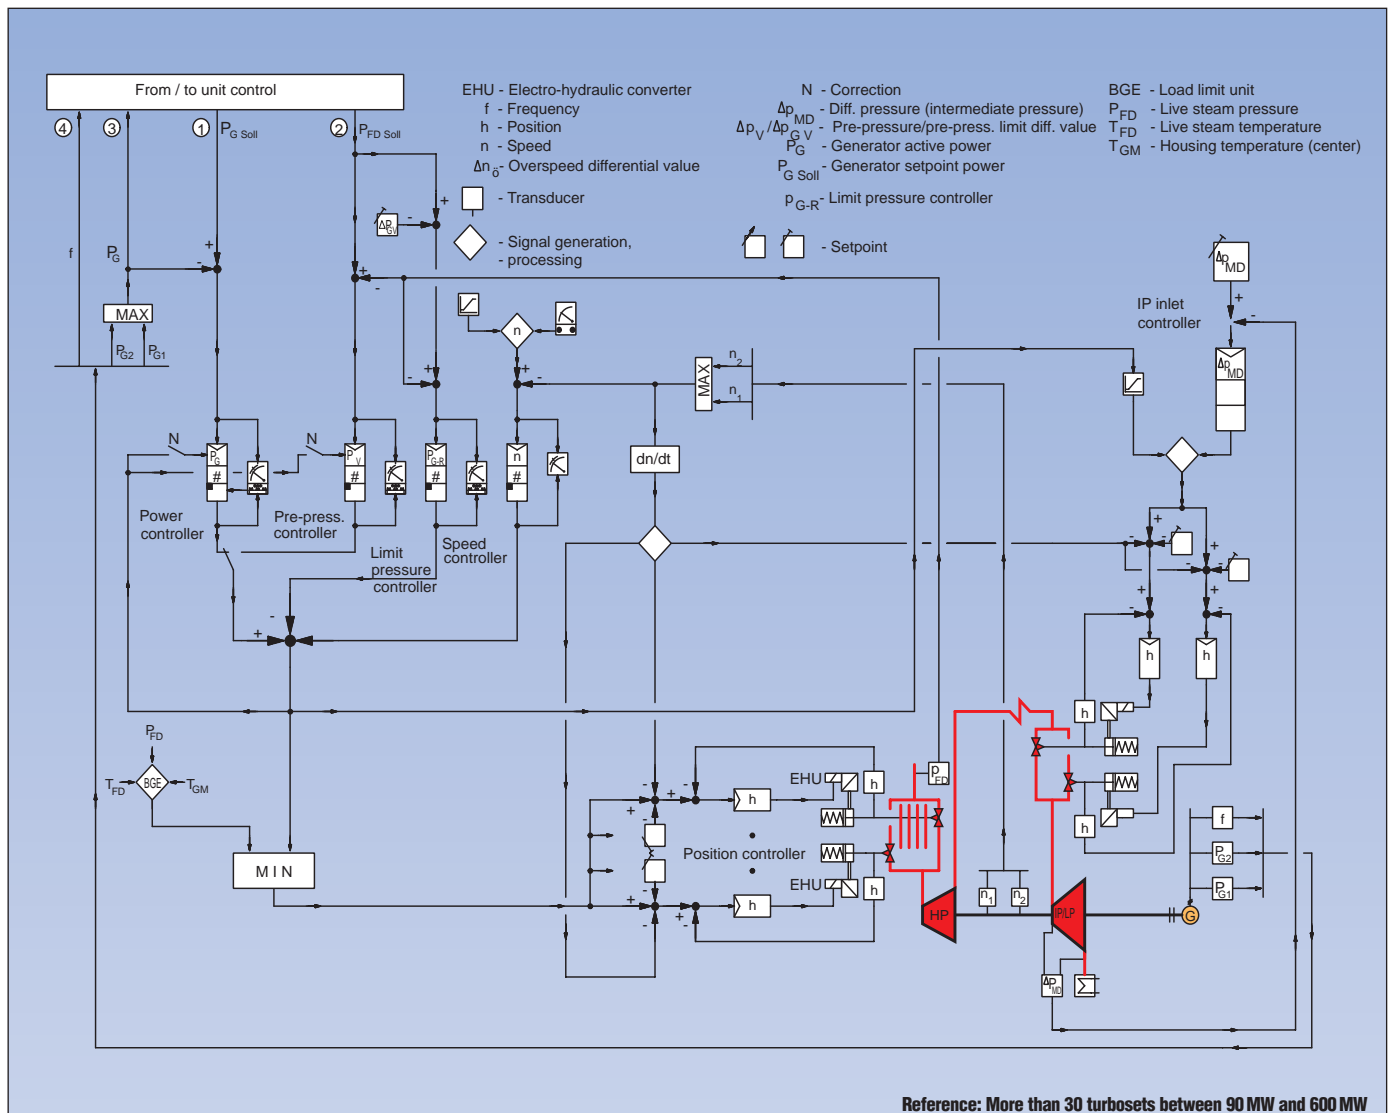 From / to unit control
4
3
1
P G Soll
2
P FD Soll
EHU - Electro-hydraulic converter
f - Frequency
h - Position
n - Speed
Δn ö - Overspeed differential value
- Transducer
- Signal generation,
- processing
N - Correction
Δp MD - Diff. pressure (intermediate pressure)
Δp V /Δp G V - Pre-pressure/pre-press. limit diff. value
P G - Generator active power
P G Soll - Generator setpoint power
p G-R - Limit pressure controller
- Setpoint
BGE - Load limit unit
P FD - Live steam pressure
T FD - Live steam temperature
T GM - Housing temperature (center)
+
-
ΔP GV
f
P G
+
-
+
-
MAX
P G2
P G1
n
Δp MD
+
-
IP inlet
controller
Δp MD
-
+
-
+
MAX
n 2
n 1
N
P G
#
N
P V
#
P G-R
#
n
#
dn/dt
Power
controller
Pre-press.
controller
Limit
pressure
controller
Speed
controller
-
+
-
+
-
-
+
-
-
+
-
+
-
h
h
P FD
T FD
BGE
T GM
M I N
-
+
-
+
-
h
EHU
h
p FD
h
Position controller
-
+
-
+
-
h
EHU
h
h
HP
n 1
n 2
IP/LP
G
f
P G2
P G1
ΔP MD
Reference: More than 30 turbosets between 90 MW and 600 MW